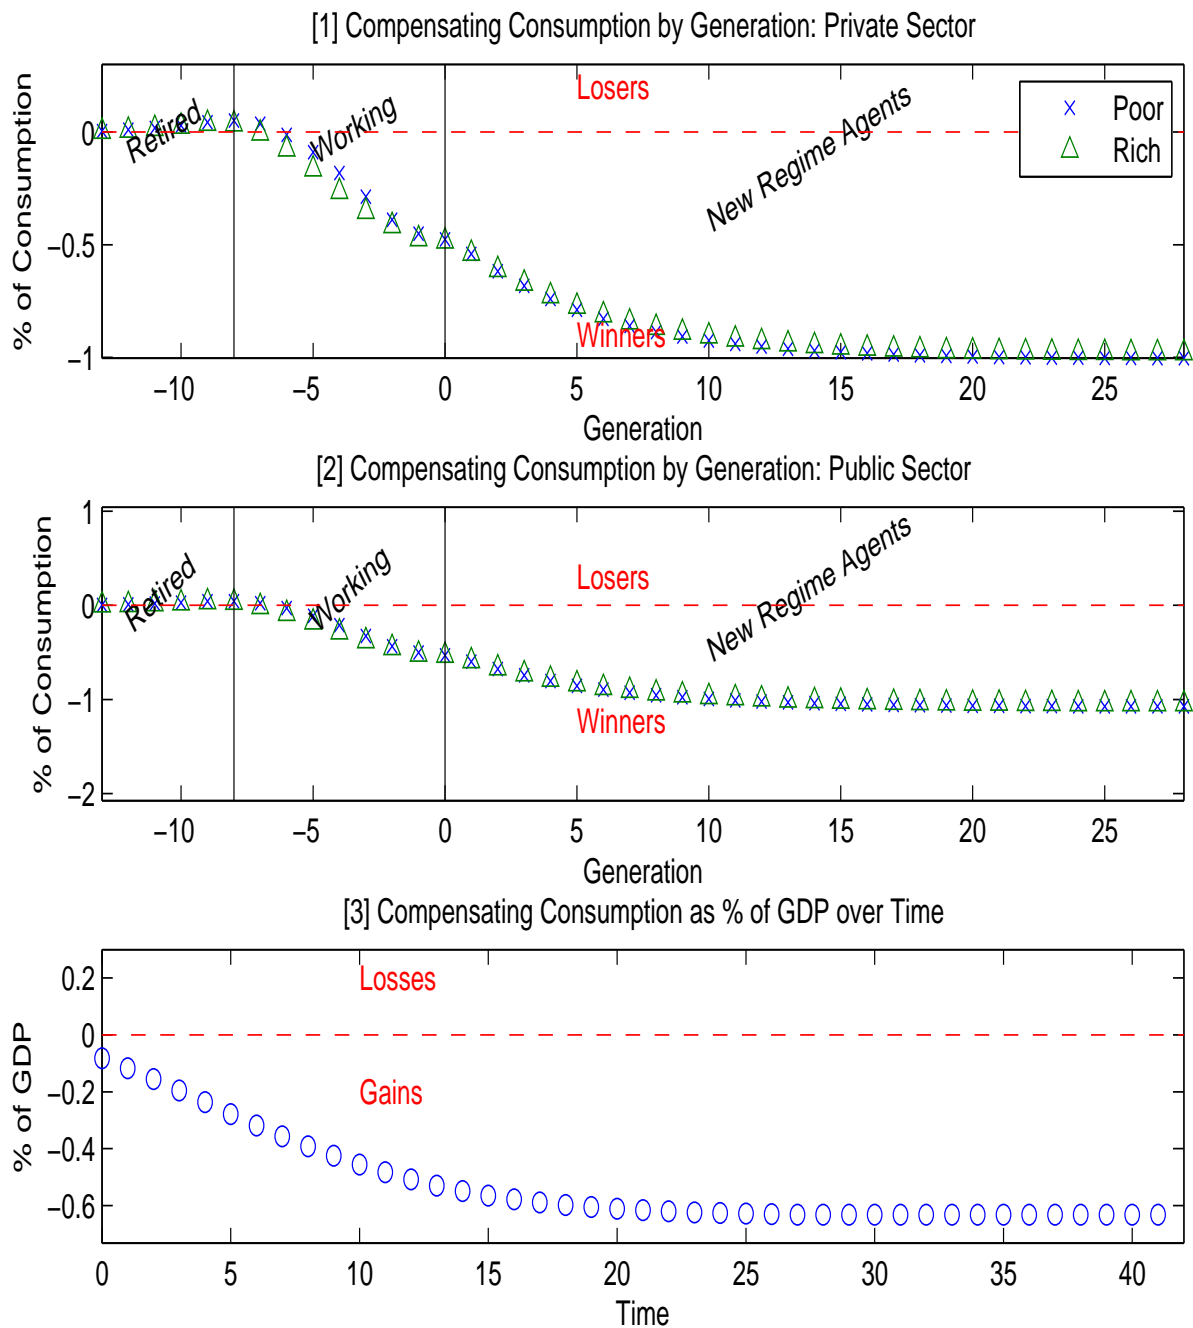 [1] Compensating Consumption by Generation: Private Sector
% of Consumption
0
−0.5
−1
Retired
Working
Losers
New Regime Agents
Winners
Poor
Rich
−10 −5 0 5 10 15 20 25
Generation
[2] Compensating Consumption by Generation: Public Sector
% of Consumption
1
0
−1
−2
Retired
Working
Losers
New Regime Agents
Winners
−10 −5 0 5 10 15 20 25
Generation
[3] Compensating Consumption as % of GDP over Time
% of GDP
0.2
0
−0.2
−0.4
−0.6
Losses
Gains
0 5 10 15 20 25 30 35 40
Time